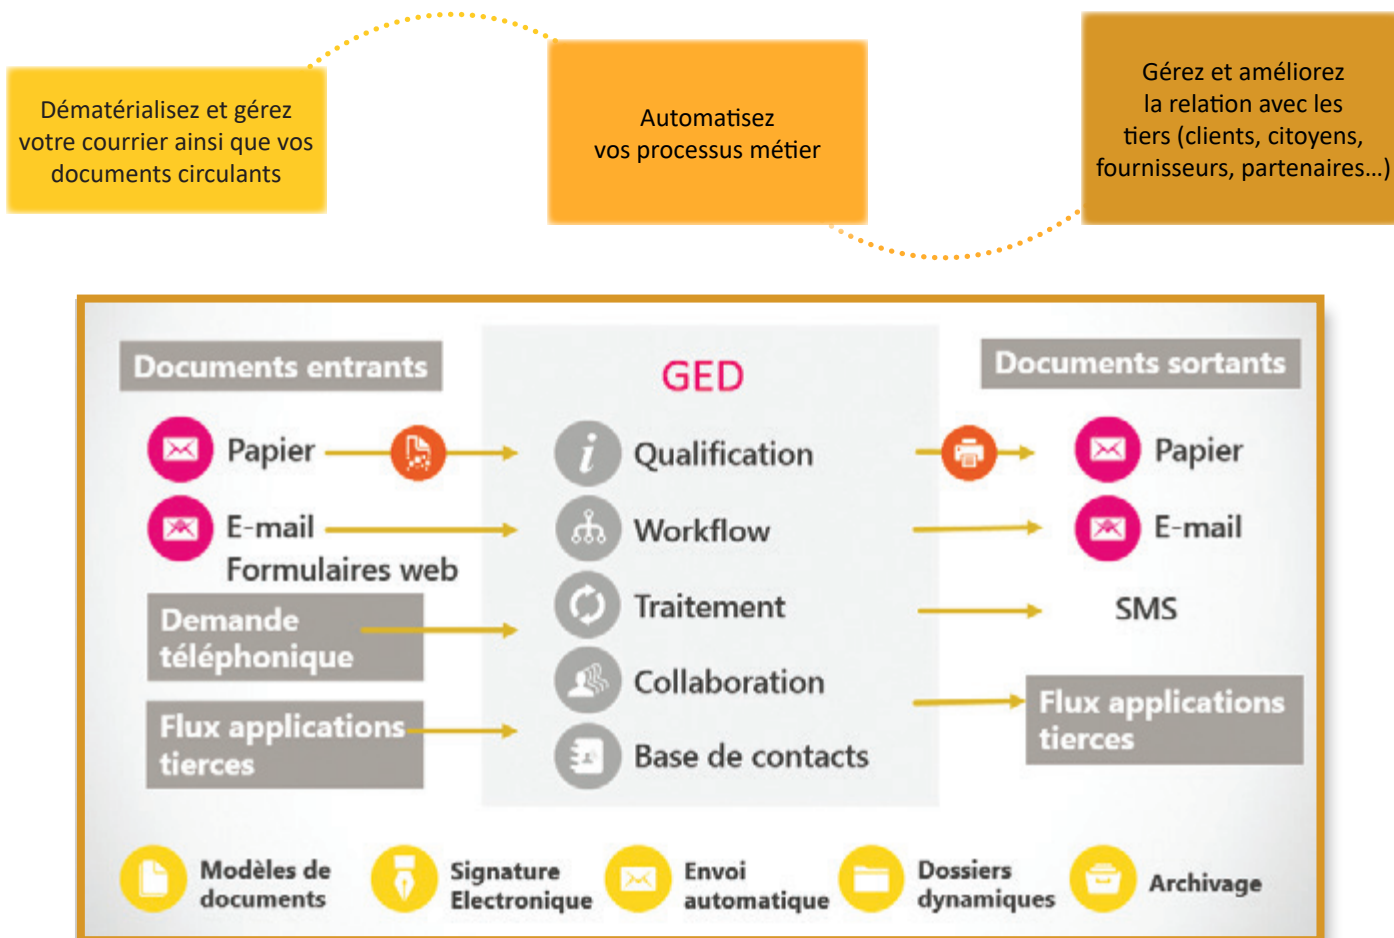 Dématérialisez et gérez
votre courrier ainsi que vos
documents circulants
Automatisez
vos processus métier
Gérez et améliorez
la relation avec les
tiers (clients, citoyens,
fournisseurs, partenaires...)
Documents entrants
Papier
E-mail
Formulaires web
Demande
téléphonique
Flux applications
tierces
GED
Qualification
Workflow
Traitement
Collaboration
Base de contacts
Documents sortants
Papier
E-mail
SMS
Flux applications
tierces
Modèles de
documents
Signature
Electronique
Envoi
automatique
Dossiers
dynamiques
Archivage